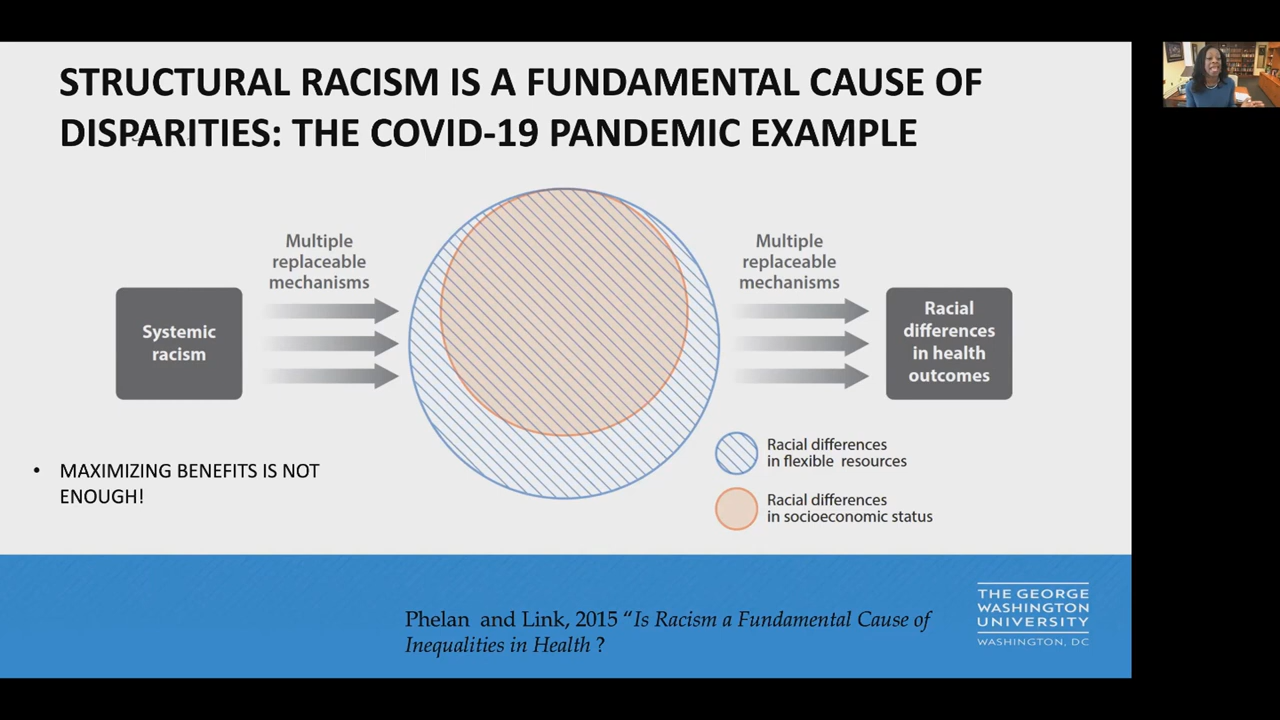 STRUCTURAL RACISM IS A FUNDAMENTAL CAUSE OF
DISPARITIES: THE COVID-19 PANDEMIC EXAMPLE
Multiple
replaceable
mechanisms
Multiple
replaceable
mechanisms
Systemic
racism
Racial
differences
in health
outcomes
Racial differences
in flexible resources
Racial differences
in socioeconomic status
• MAXIMIZING BENEFITS IS NOT
ENOUGH!
Phelan and Link, 2015 “Is Racism a Fundamental Cause of
Inequalities in Health ?
THE GEORGE
WASHINGTON
UNIVERSITY
WASHINGTON, DC